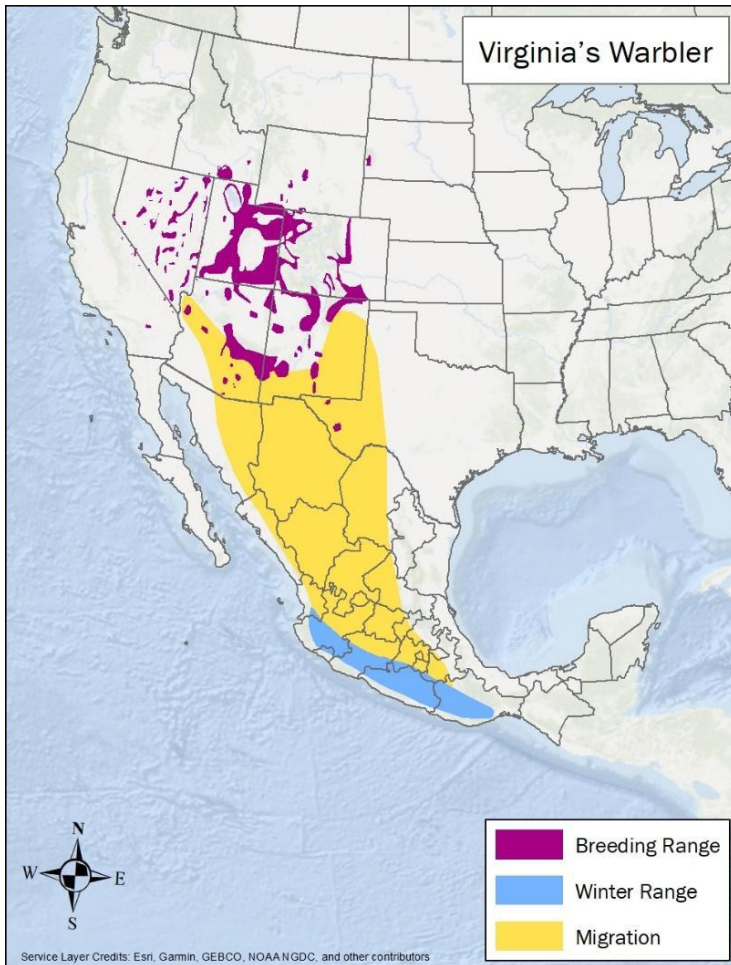 Virginia's Warbler
N
W E
S
Breeding Range
Winter Range
Migration
Service Layer Credits: Esri, Garmin, GEBCO, NOAA NGDC, and other contributors